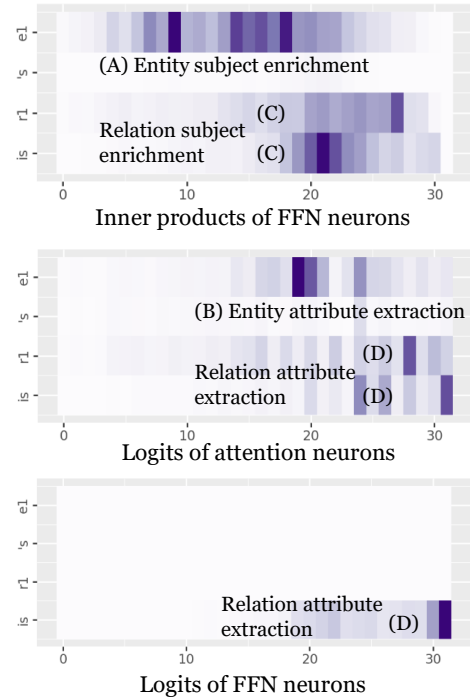 e1
's
r1
is
(A) Entity subject enrichment
(C)
Relation subject
enrichment
(C)
0 10 20 30
Inner products of FFN neurons
e1
's
r1
is
(B) Entity attribute extraction
(D)
Relation attribute
extraction
(D)
0 10 20 30
Logits of attention neurons
e1
's
r1
is
Relation attribute
extraction (D)
0 10 20 30
Logits of FFN neurons